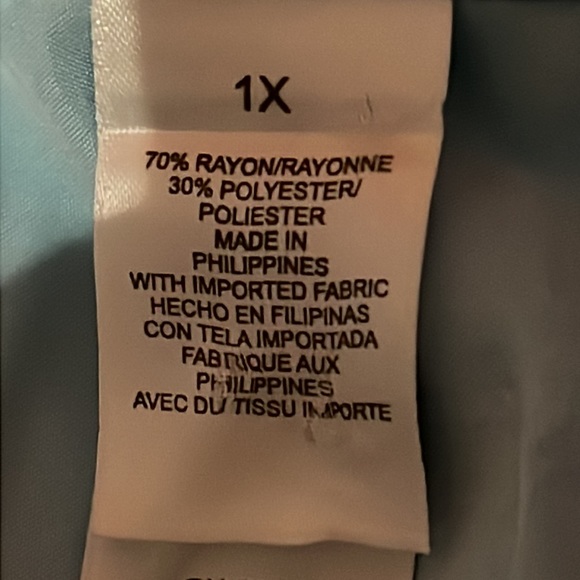 1X
70% RAYON/RAYONNE
30% POLYESTER/
POLIESTER
MADE IN
PHILIPPINES
WITH IMPORTED FABRIC
HECHO EN FILIPINAS
CON TELA IMPORTADA
FABRIQUE AUX
PHILIPPINES
AVEC DU TISSU IMPORTE